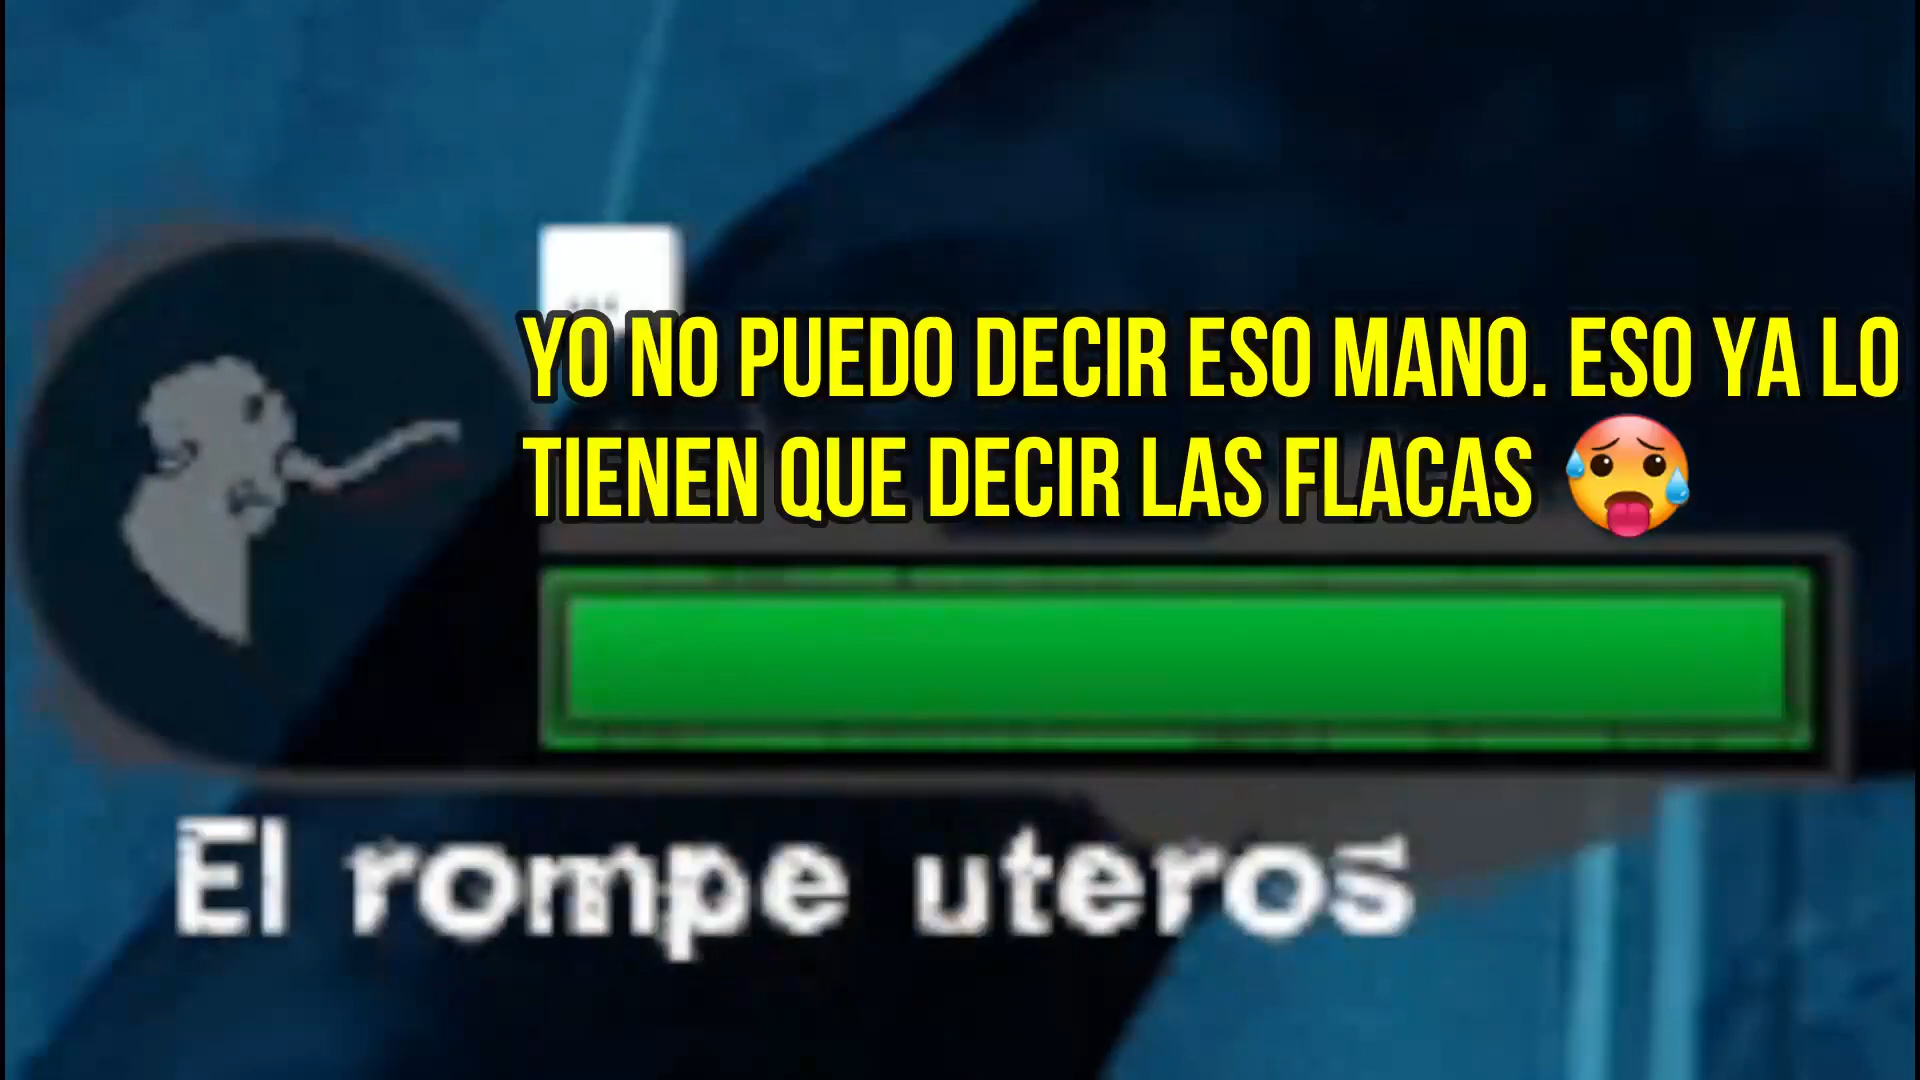 YO NO PUEDO DECIR ESO MANO. ESO YA LO
TIENEN QUE DECIR LAS FLACAS 🥵
El rompe uteros